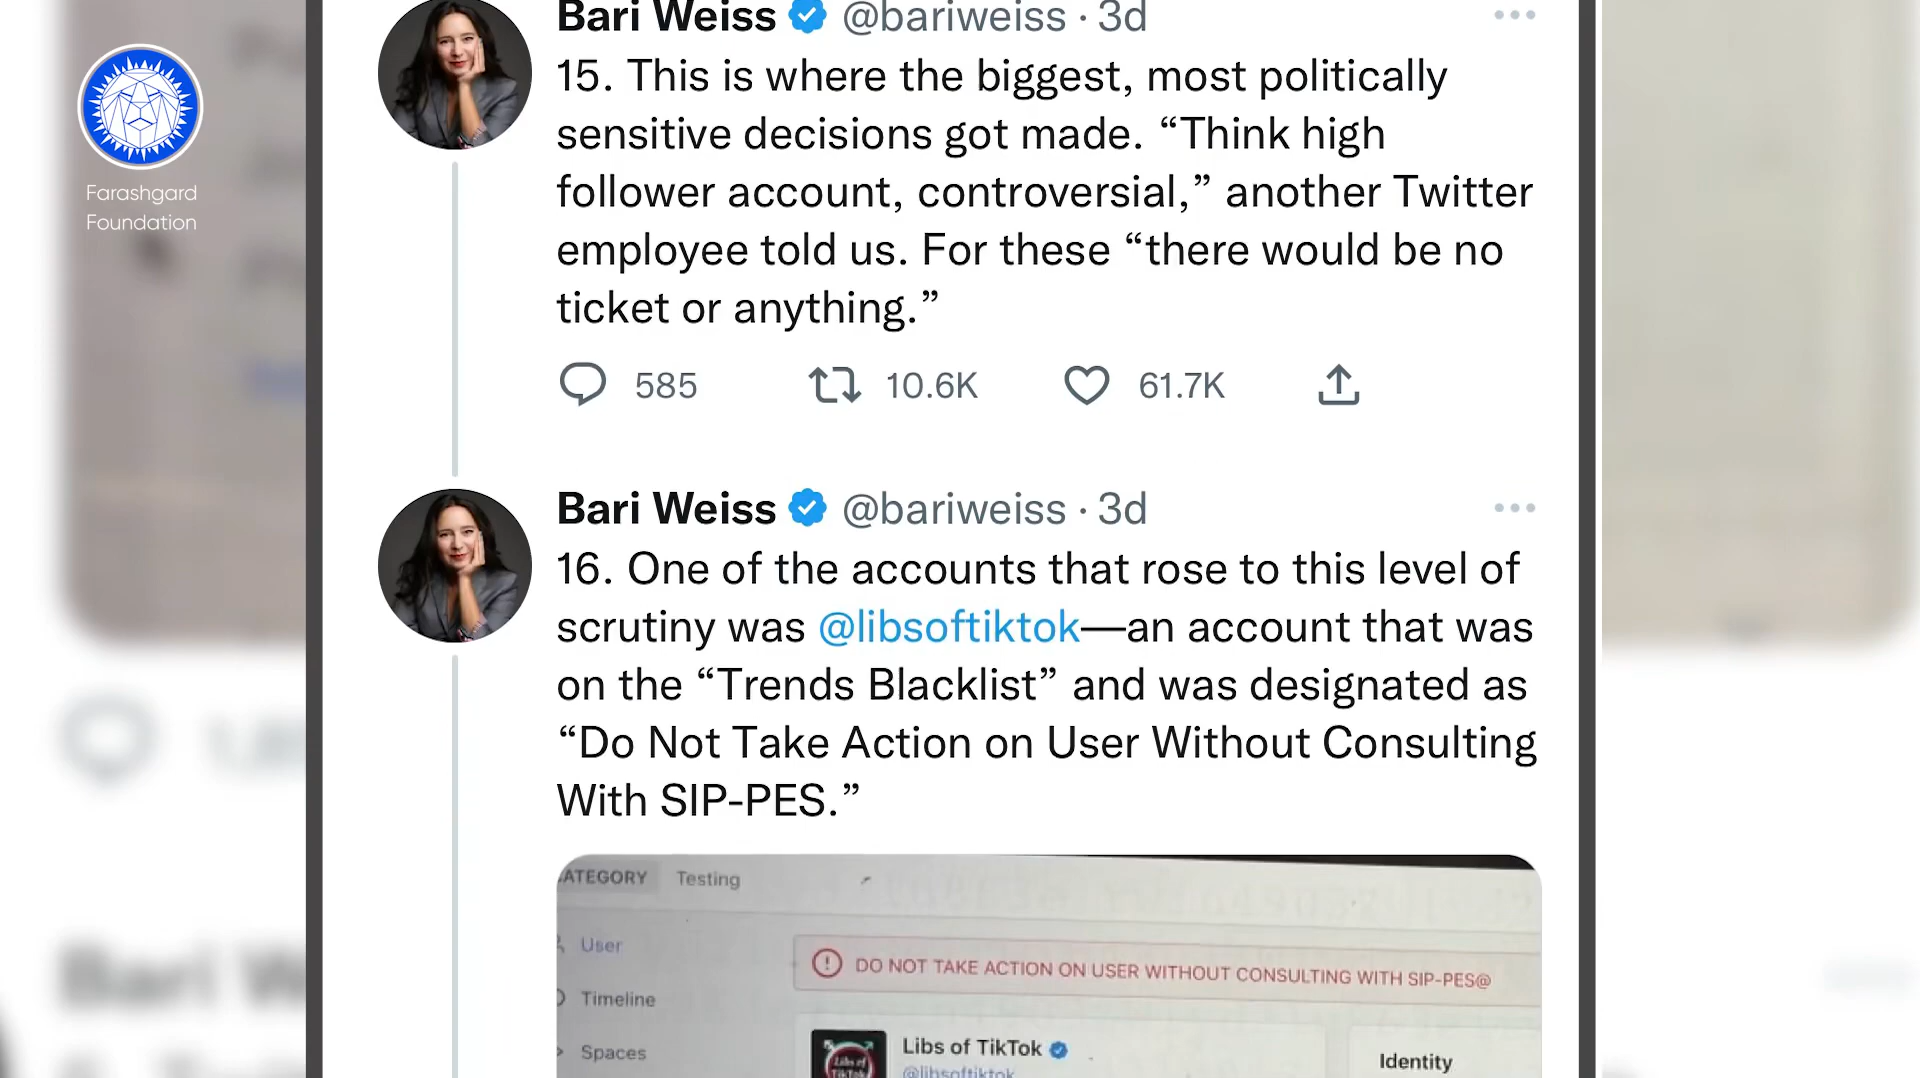 Farashgard
Foundation
Bari Weiss @bariweiss · 3d
15. This is where the biggest, most politically
sensitive decisions got made. “Think high
follower account, controversial,” another Twitter
employee told us. For these “there would be no
ticket or anything.”
585 10.6K 61.7K
Bari Weiss @bariweiss · 3d
16. One of the accounts that rose to this level of
scrutiny was @libsoftiktok—an account that was
on the “Trends Blacklist” and was designated as
“Do Not Take Action on User Without Consulting
With SIP-PES.”
ATEGORY Testing
User
DO NOT TAKE ACTION ON USER WITHOUT CONSULTING WITH SIP-PES@
Timeline
Libs of TikTok
Spaces
Identity
@libsoftiktok
Bari W